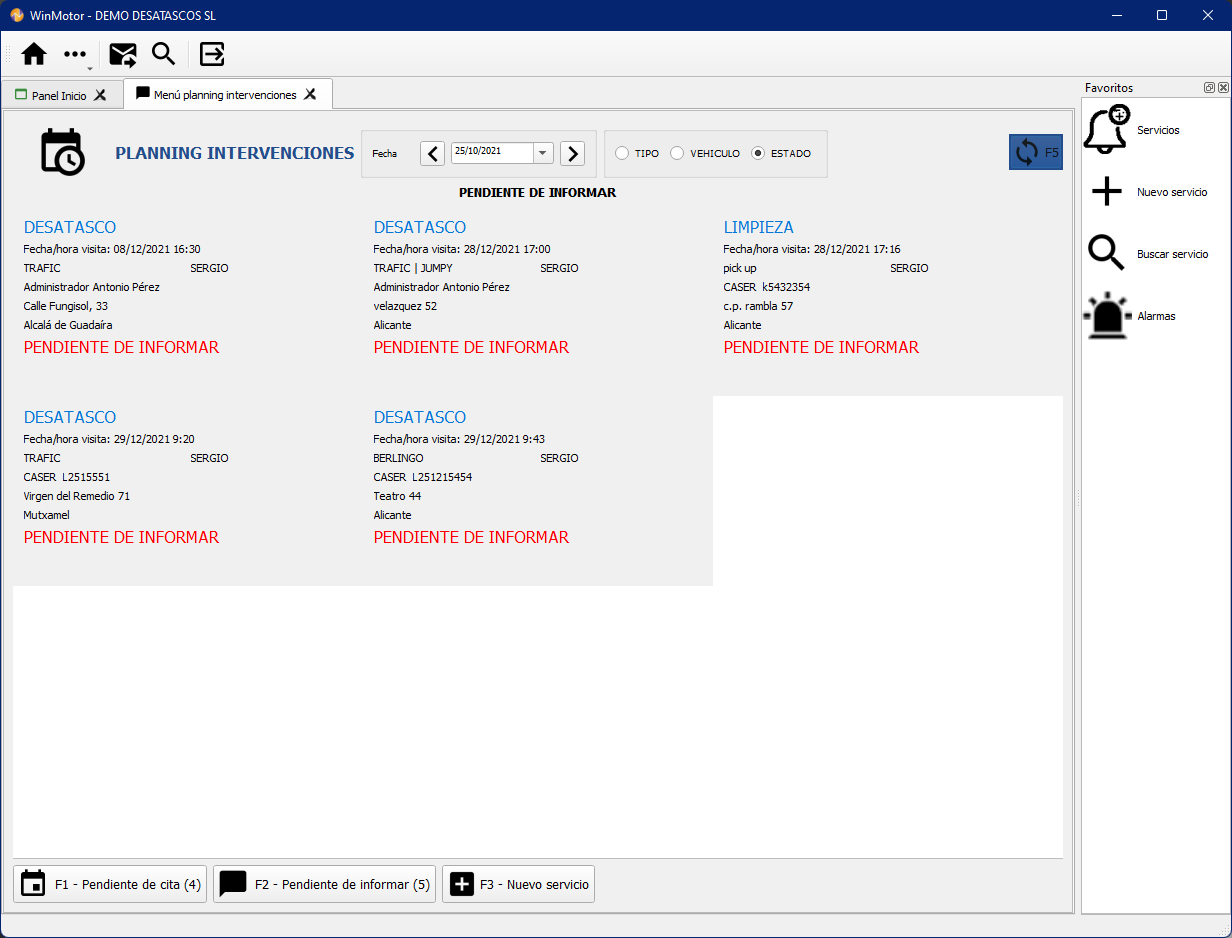 WinMotor - DEMO DESATASCOS SL
Panel Inicio
Menú planning intervenciones
Favoritos
PLANNING INTERVENCIONES
Fecha
25/10/2021
TIPO
VEHICULO
ESTADO
F5
PENDIENTE DE INFORMAR
DESATASCO
Fecha/hora visita: 08/12/2021 16:30
TRAFIC SERGIO
Administrador Antonio Pérez
Calle Fungisol, 33
Alcalá de Guadaíra
PENDIENTE DE INFORMAR
DESATASCO
Fecha/hora visita: 28/12/2021 17:00
TRAFIC | JUMPY SERGIO
Administrador Antonio Pérez
velazquez 52
Alicante
PENDIENTE DE INFORMAR
LIMPIEZA
Fecha/hora visita: 28/12/2021 17:16
pick up SERGIO
CASER k5432354
c.p. rambla 57
Alicante
PENDIENTE DE INFORMAR
DESATASCO
Fecha/hora visita: 29/12/2021 9:20
TRAFIC SERGIO
CASER L2515551
Virgen del Remedio 71
Mutxamel
PENDIENTE DE INFORMAR
DESATASCO
Fecha/hora visita: 29/12/2021 9:43
BERLINGO SERGIO
CASER L251215454
Teatro 44
Alicante
PENDIENTE DE INFORMAR
F1 - Pendiente de cita (4)
F2 - Pendiente de informar (5)
F3 - Nuevo servicio
Servicios
Nuevo servicio
Buscar servicio
Alarmas